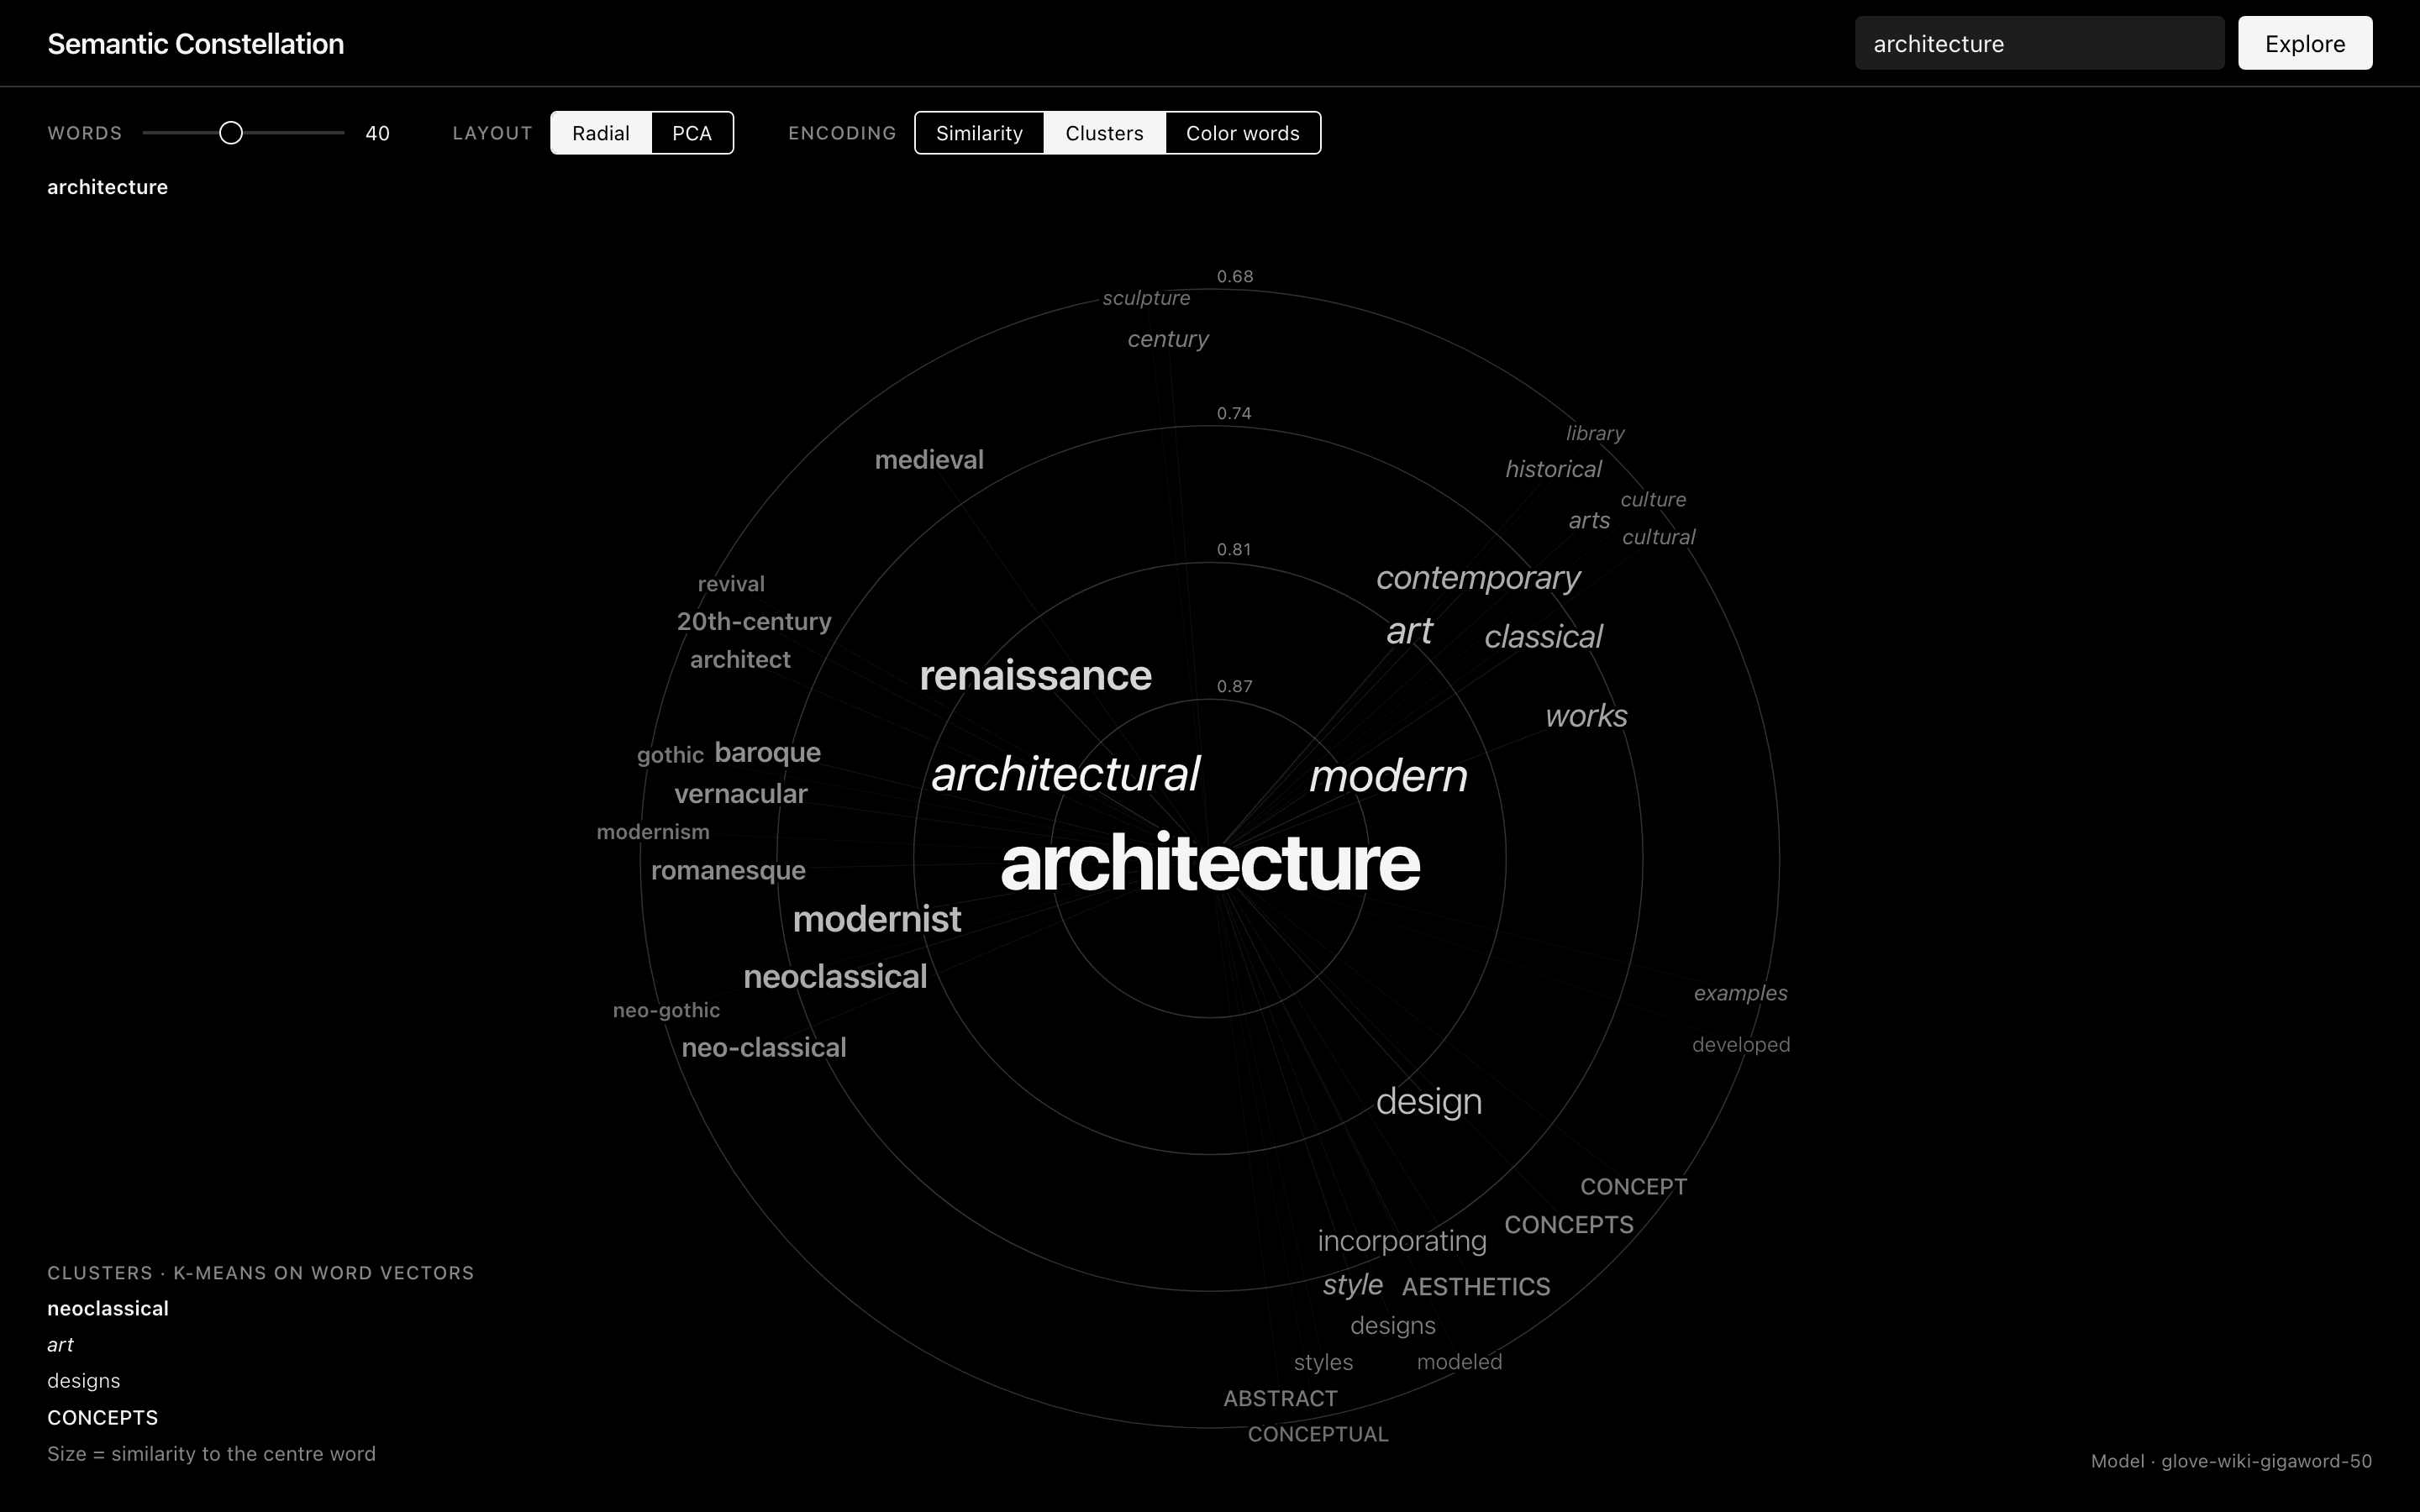 Semantic Constellation
architecture
Explore
WORDS 40 LAYOUT Radial PCA ENCODING Similarity Clusters Color words
architecture
0.68
sculpture
century
0.74
library
medieval
historical
culture
arts
cultural
0.81
contemporary
revival
20th-century
art
classical
architect
renaissance
0.87
works
gothic baroque
architectural
modern
vernacular
modernism
architecture
romanesque
modernist
neoclassical
examples
neo-gothic
developed
neo-classical
design
CONCEPT
CONCEPTS
incorporating
style AESTHETICS
designs
styles
modeled
ABSTRACT
CONCEPTUAL
CLUSTERS · K-MEANS ON WORD VECTORS
neoclassical
art
designs
CONCEPTS
Size = similarity to the centre word
Model · glove-wiki-gigaword-50